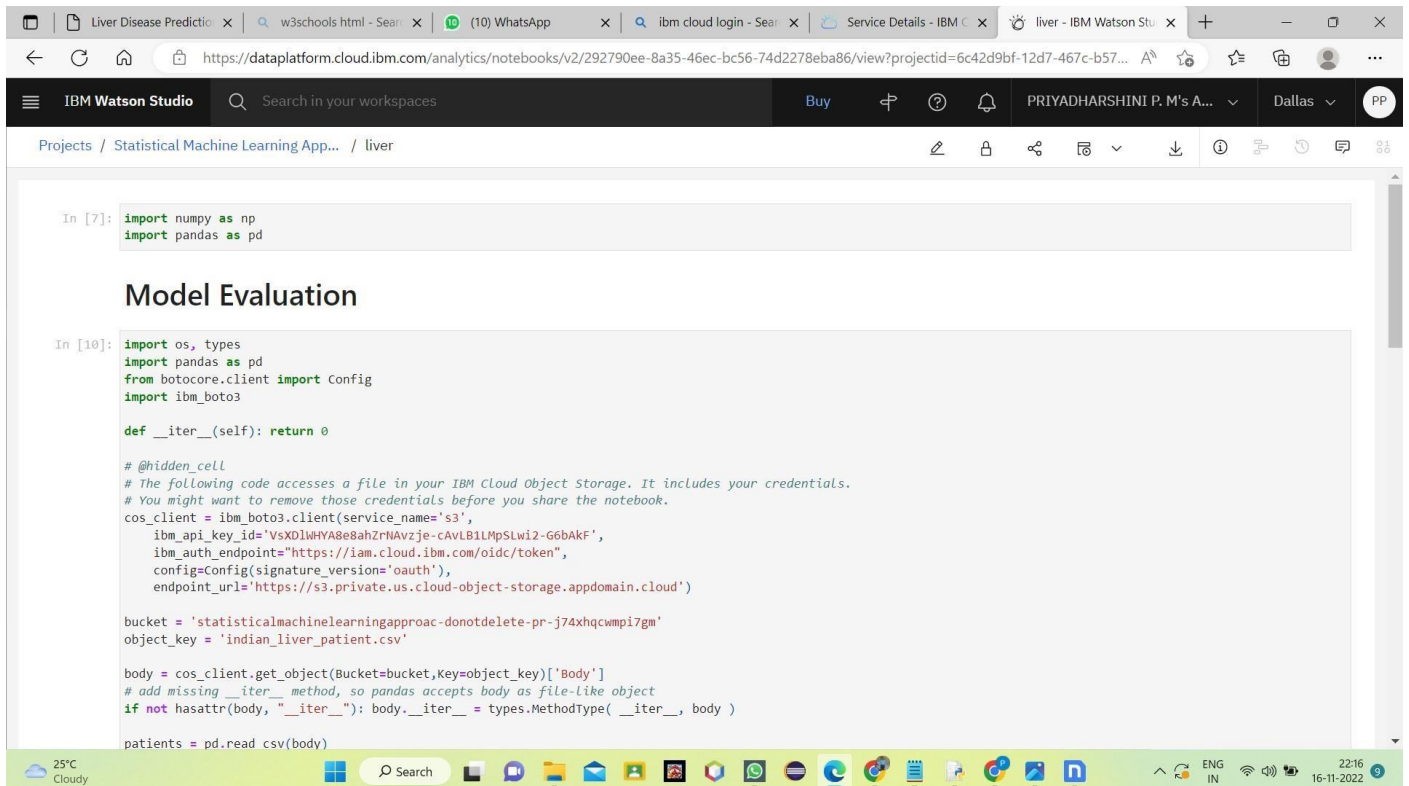 Liver Disease Predictio
w3schools html - Sear
(10) WhatsApp
ibm cloud login - Sear
Service Details - IBM C
liver - IBM Watson Stu
https://dataplatform.cloud.ibm.com/analytics/notebooks/v2/292790ee-8a35-46ec-bc56-74d2278eba86/view?projectid=6c42d9bf-12d7-467c-b57...
IBM Watson Studio
Search in your workspaces
Buy
PRIYADHARSHINI P. M's A...
Dallas
PP
Projects / Statistical Machine Learning App... / liver
In [7]: import numpy as np
import pandas as pd
Model Evaluation
In [10]: import os, types
import pandas as pd
from botocore.client import Config
import ibm_boto3
def __iter__(self): return 0
# @hidden_cell
# The following code accesses a file in your IBM Cloud Object Storage. It includes your credentials.
# You might want to remove those credentials before you share the notebook.
cos_client = ibm_boto3.client(service_name='s3',
ibm_api_key_id='VsXDlWHYA8e8ahZrNAvzje-cAvLB1LMpSLwi2-G6bAkF',
ibm_auth_endpoint="https://iam.cloud.ibm.com/oidc/token",
config=Config(signature_version='oauth'),
endpoint_url='https://s3.private.us.cloud-object-storage.appdomain.cloud')
bucket = 'statisticalmachinelearningapproac-donotdelete-pr-j74xhqcwmpi7gm'
object_key = 'indian_liver_patient.csv'
body = cos_client.get_object(Bucket=bucket,Key=object_key)['Body']
# add missing __iter__ method, so pandas accepts body as file-like object
if not hasattr(body, "__iter__"): body.__iter__ = types.MethodType( __iter__, body )
patients = pd.read_csv(body)
25°C
Cloudy
Search
ENG
IN
22:16
16-11-2022
9